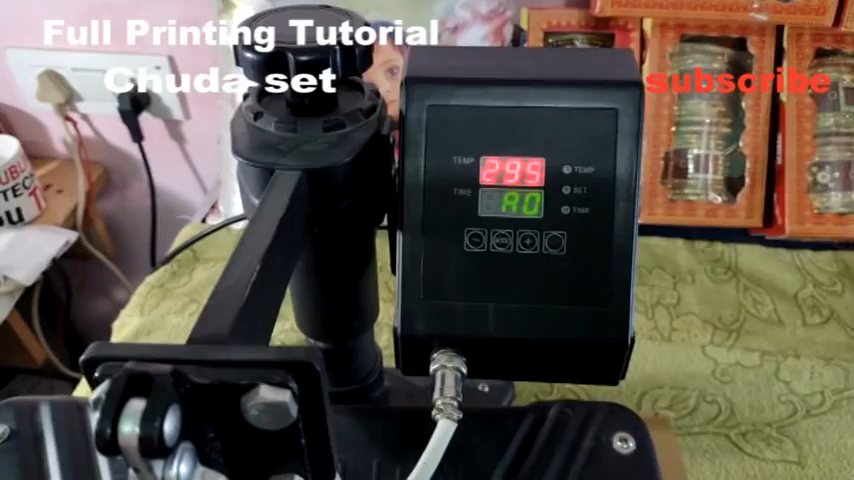 Full Printing Tutorial
Chuda set
subscribe
TEMP 295 TEMP
SET
TIME A0 TIME